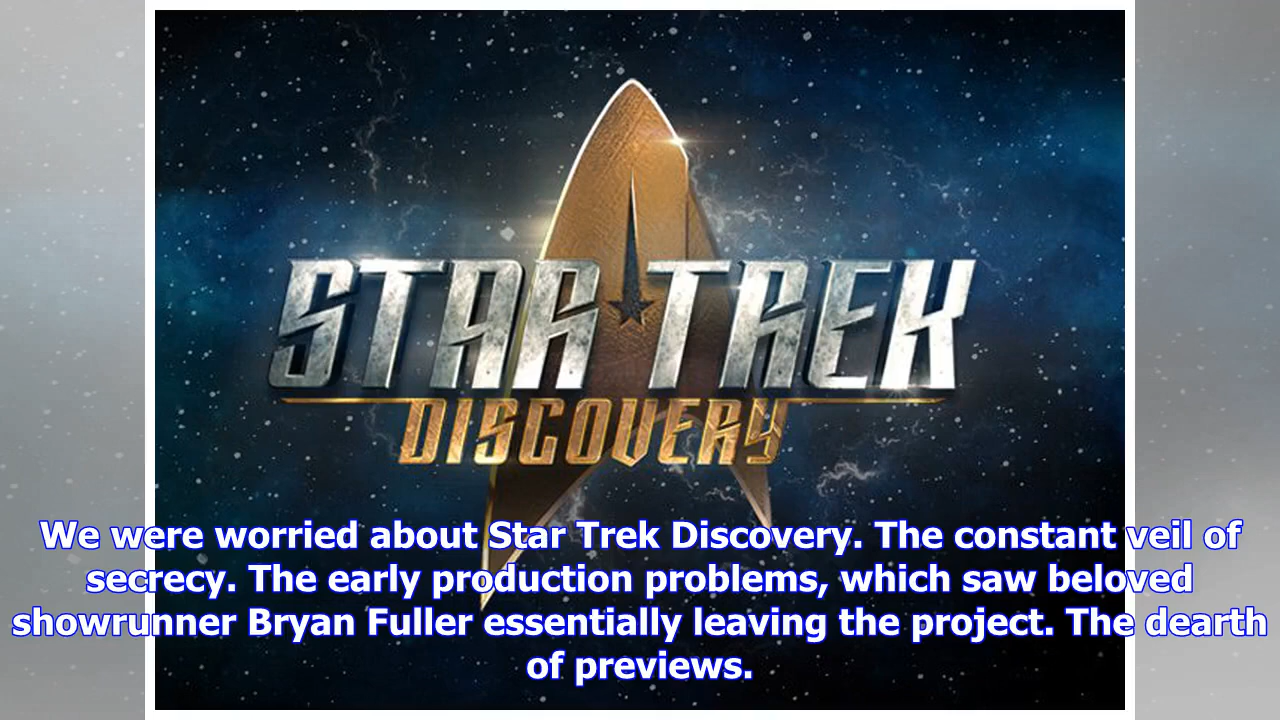 STAR TREK
DISCOVERY
We were worried about Star Trek Discovery. The constant veil of
secrecy. The early production problems, which saw beloved
showrunner Bryan Fuller essentially leaving the project. The dearth
of previews.